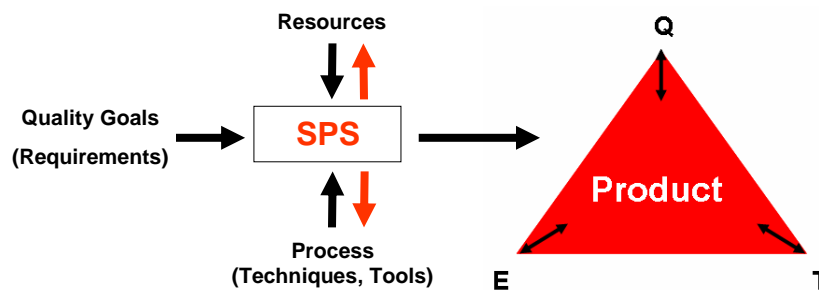 Resources
Q
Quality Goals
(Requirements)
SPS
Product
Process
(Techniques, Tools)
E
T